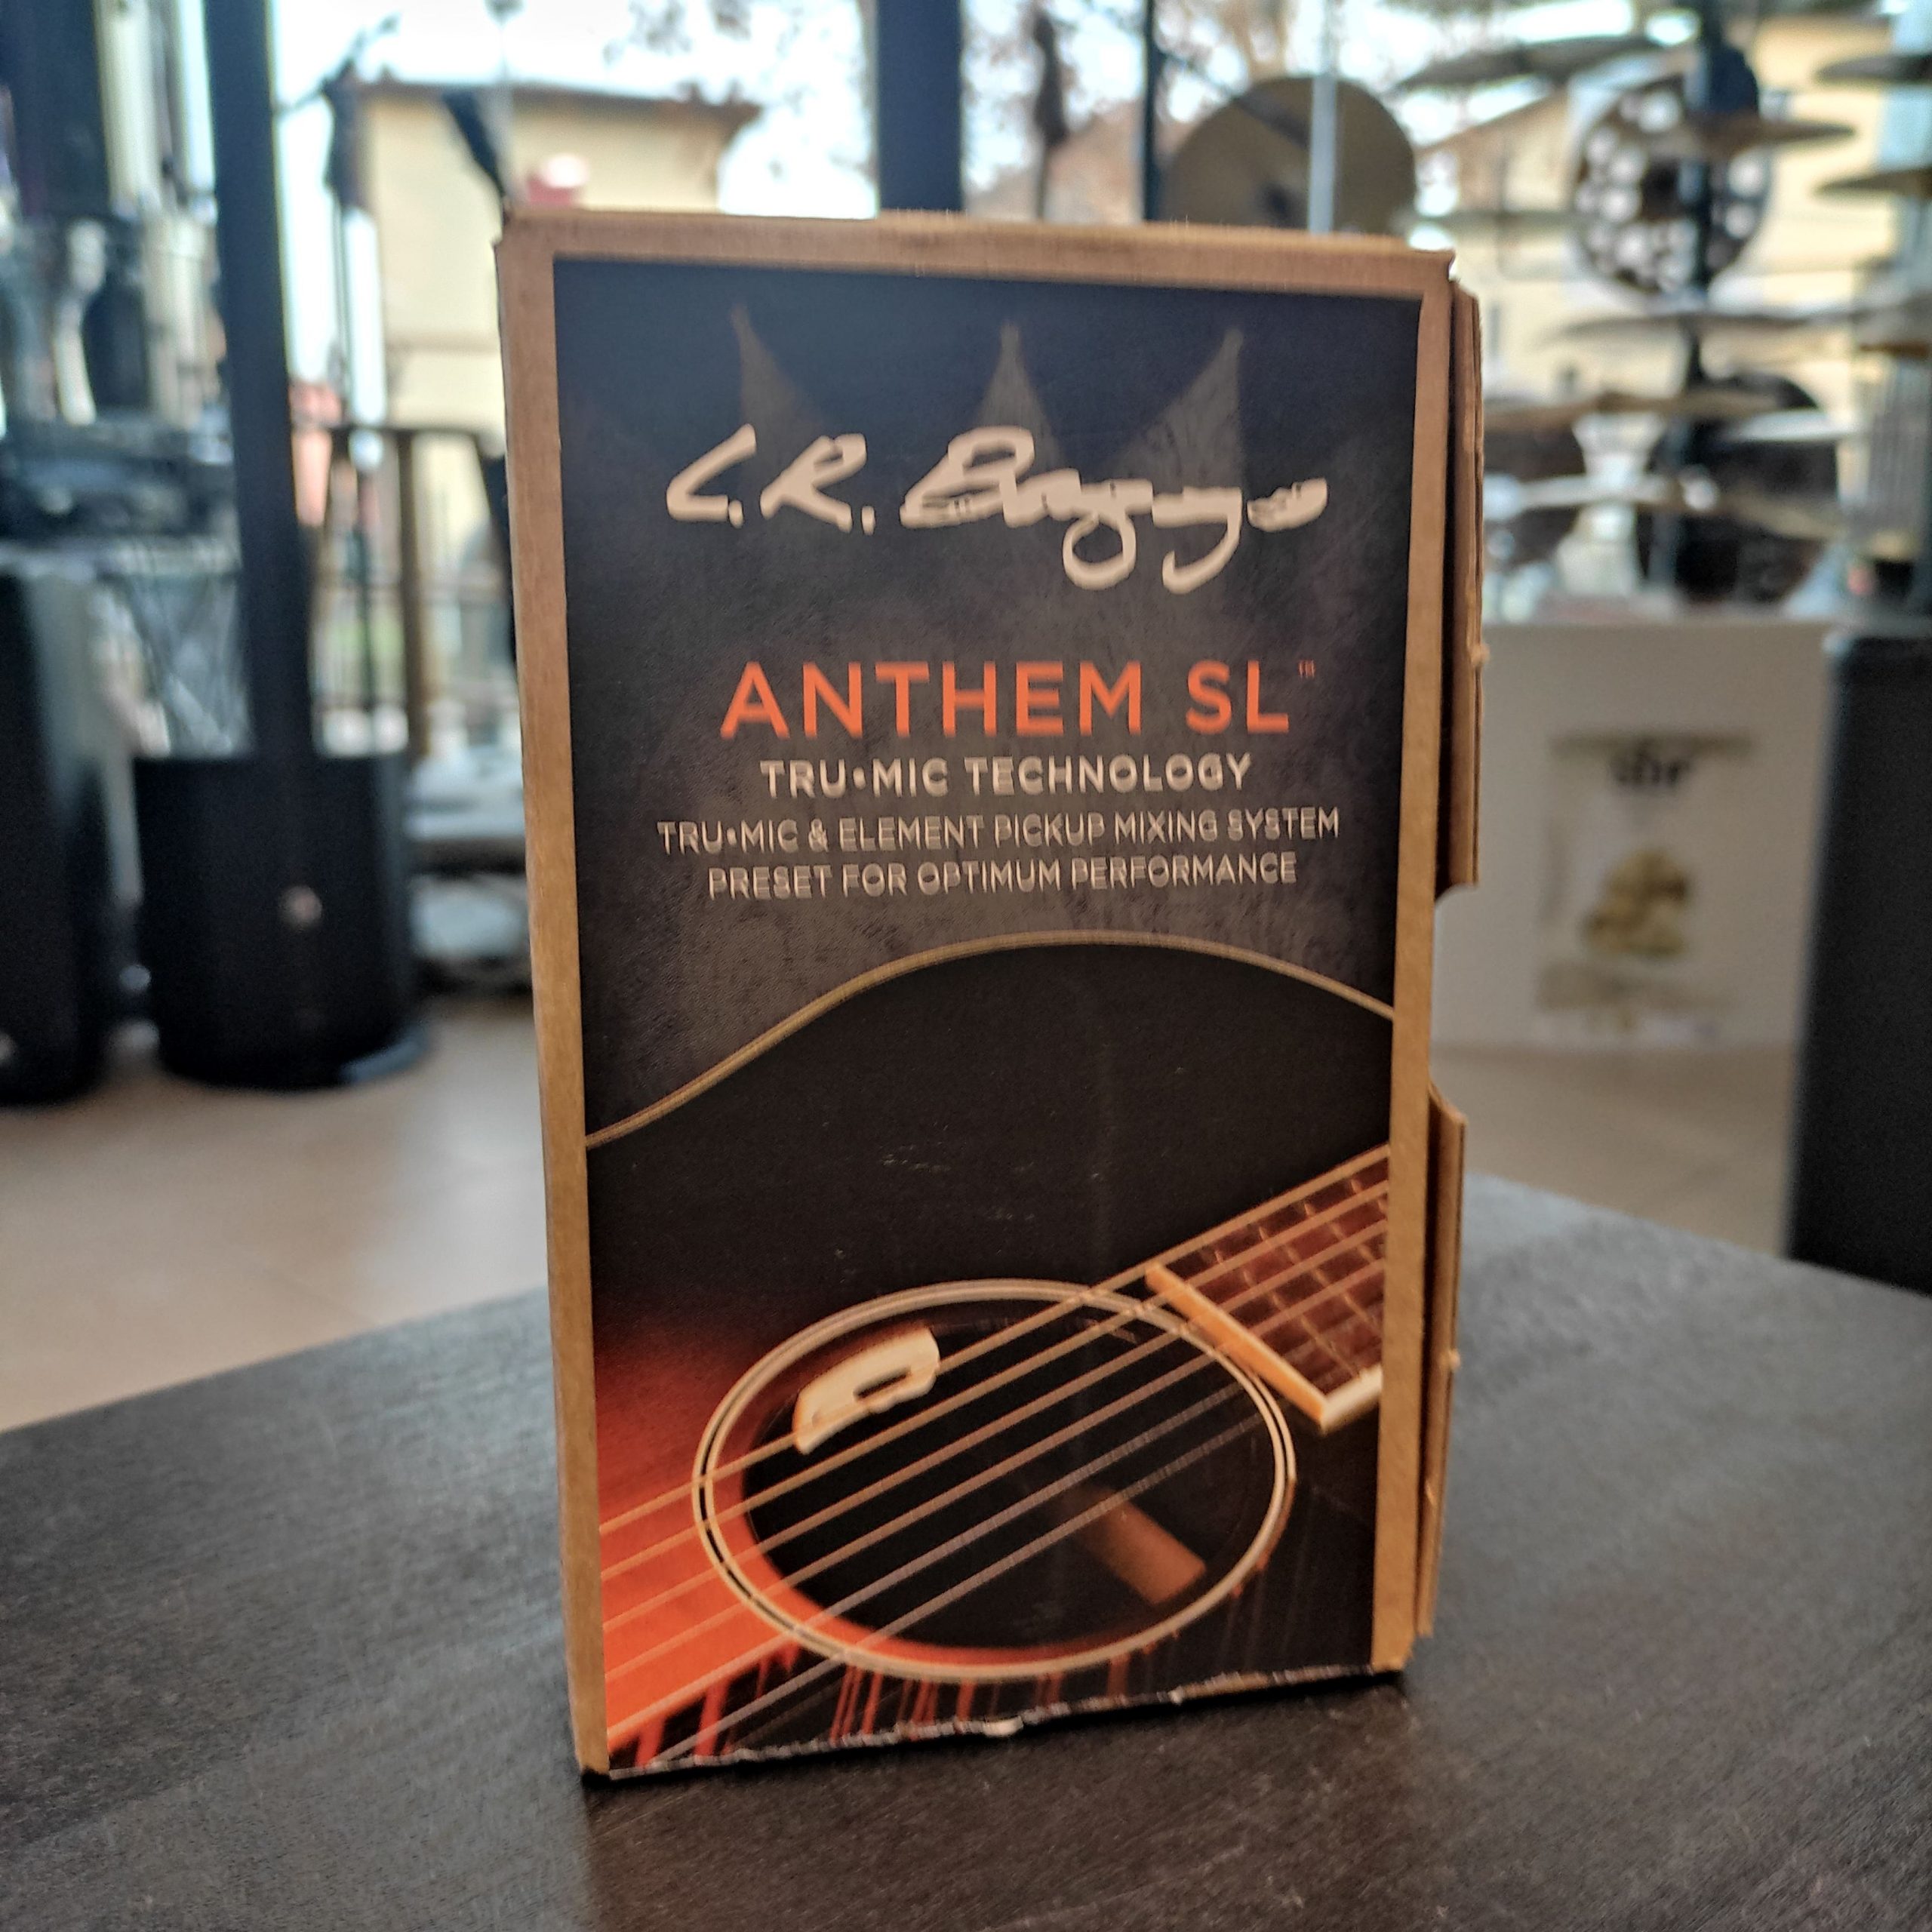 L.R. Baggs
ANTHEM SL™
TRU•MIC TECHNOLOGY
TRU•MIC & ELEMENT PICKUP MIXING SYSTEM
PRESET FOR OPTIMUM PERFORMANCE